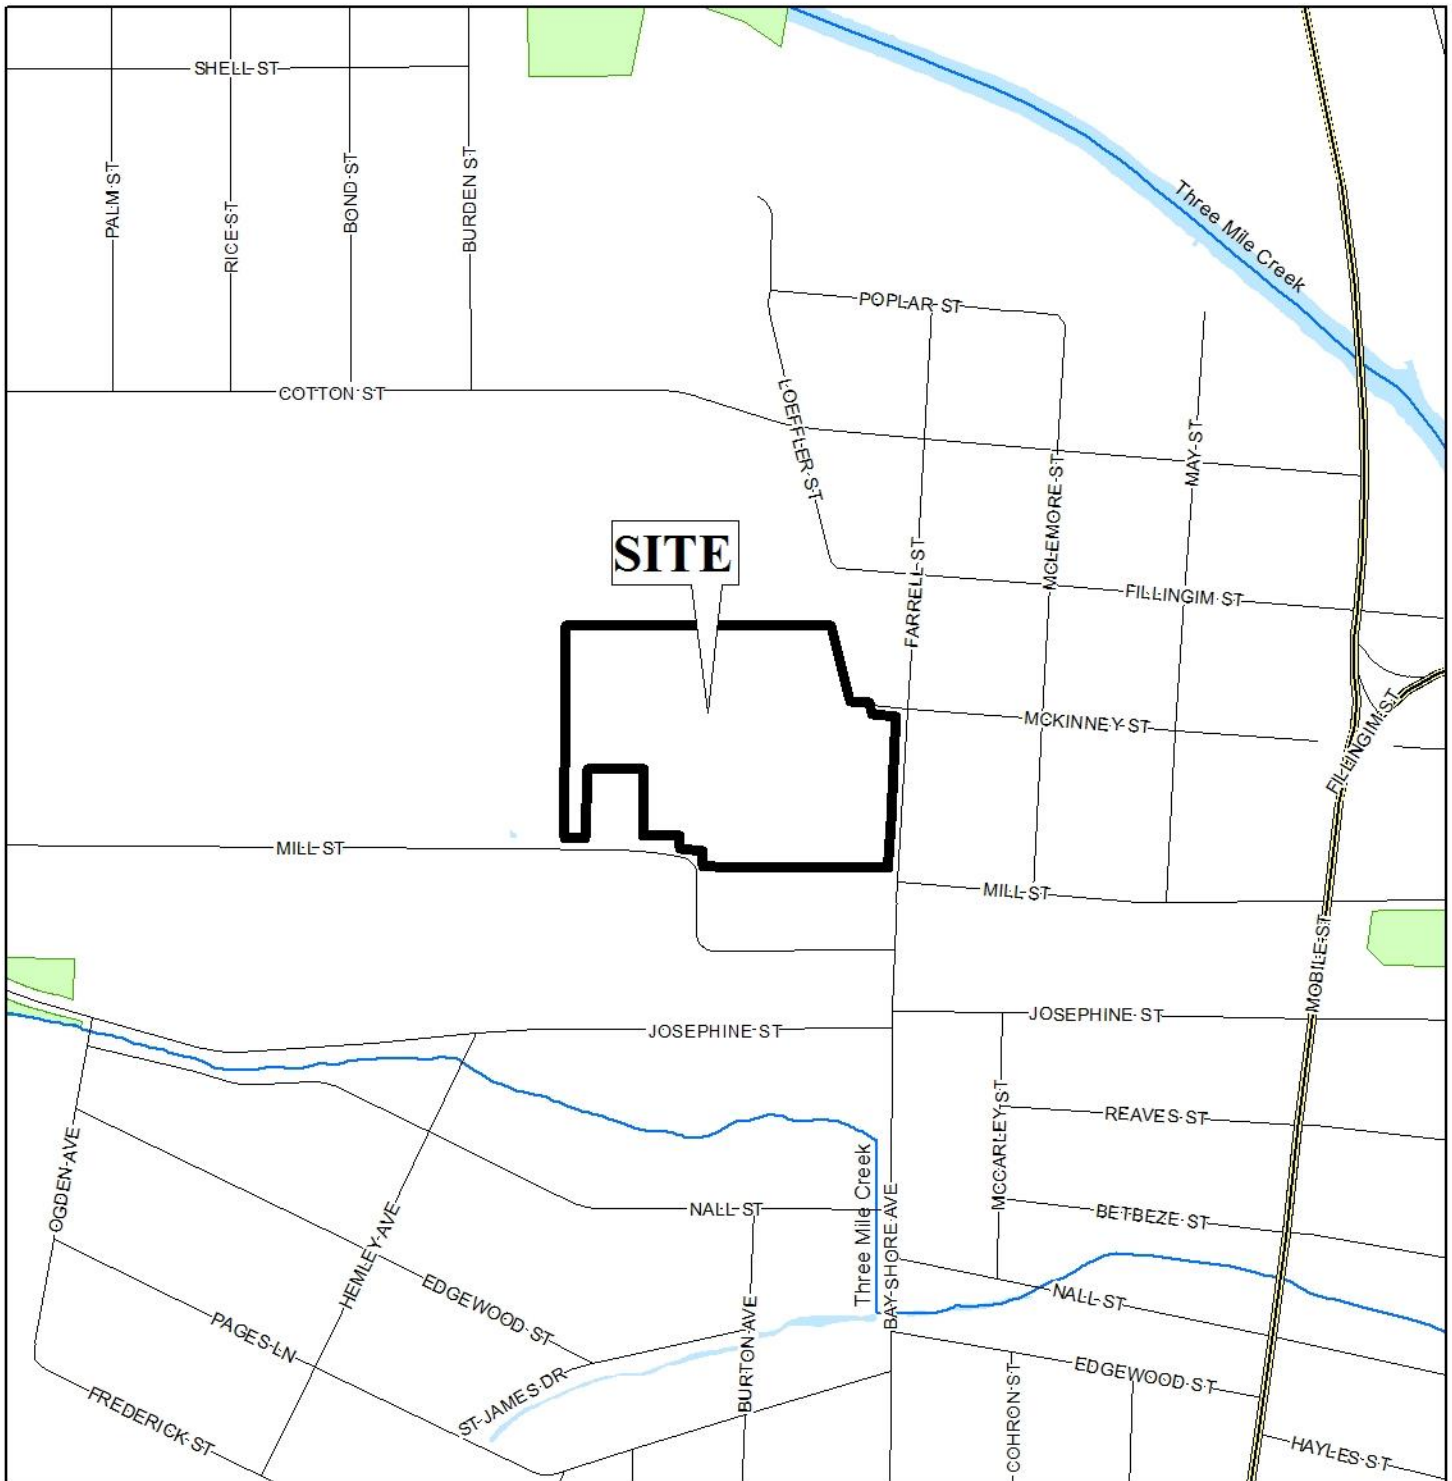 SHELL ST
PALM ST
RICE ST
BOND ST
BURDEN ST
Three Mile Creek
POPLAR ST
COTTON ST
LOEFFLER ST
MAY ST
MCLEMORE ST
SITE
FARRELL ST
FILLINGIM ST
MCKINNEY ST
FILLINGIM ST
MILL ST
MILL ST
MOBILE ST
JOSEPHINE ST
JOSEPHINE ST
MCCARLEY ST
REAVES ST
OGDEN AVE
Three Mile Creek
BAY SHORE AVE
NALL ST
BETBEZE ST
HEMLEY AVE
EDGEWOOD ST
NALL ST
PAGES LN
BURTON AVE
ST JAMES DR
EDGEWOOD ST
FREDERICK ST
COHRON ST
HAYLES ST